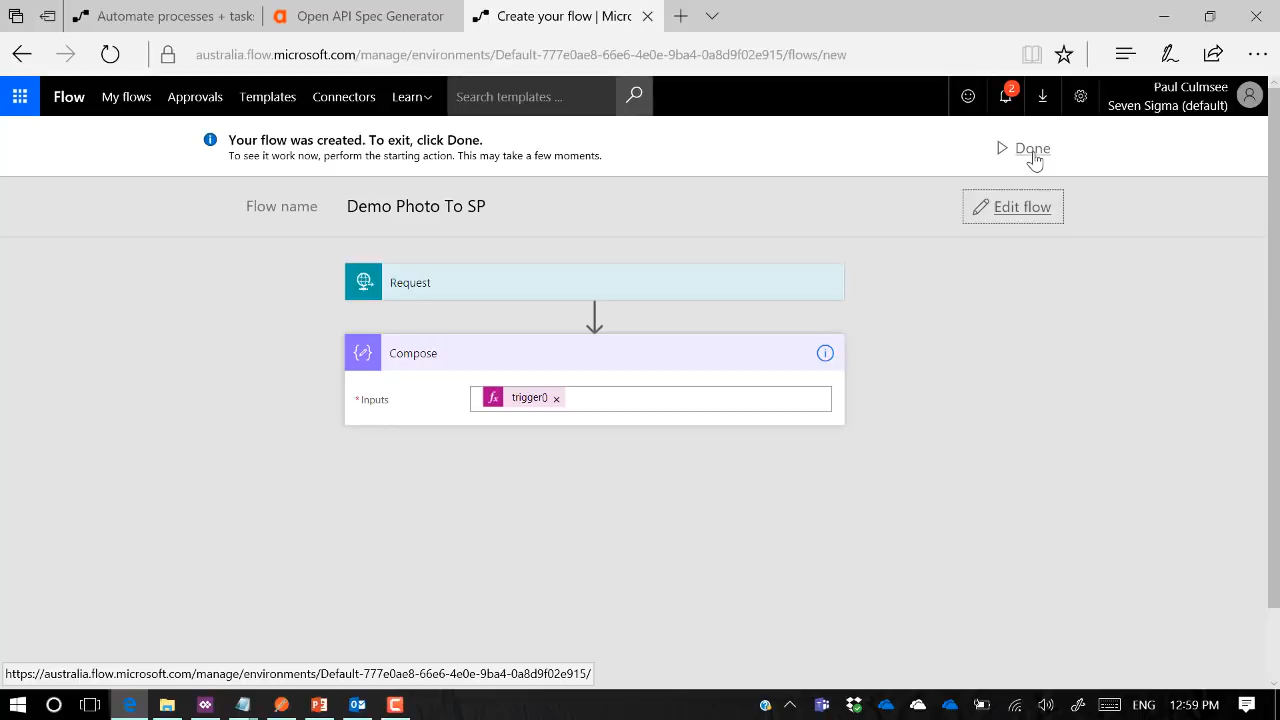 Automate processes + task
Open API Spec Generator
Create your flow | Micro
australia.flow.microsoft.com/manage/environments/Default-777e0ae8-66e6-4e0e-9ba4-0a8d9f02e915/flows/new
Flow My flows Approvals Templates Connectors Learn Search templates ... 2
Paul Culmsee
Seven Sigma (default)
Your flow was created. To exit, click Done.
To see it work now, perform the starting action. This may take a few moments.
Done
Flow name Demo Photo To SP Edit flow
Request
Compose
* Inputs fx trigger() ×
https://australia.flow.microsoft.com/manage/environments/Default-777e0ae8-66e6-4e0e-9ba4-0a8d9f02e915/
ENG 12:59 PM